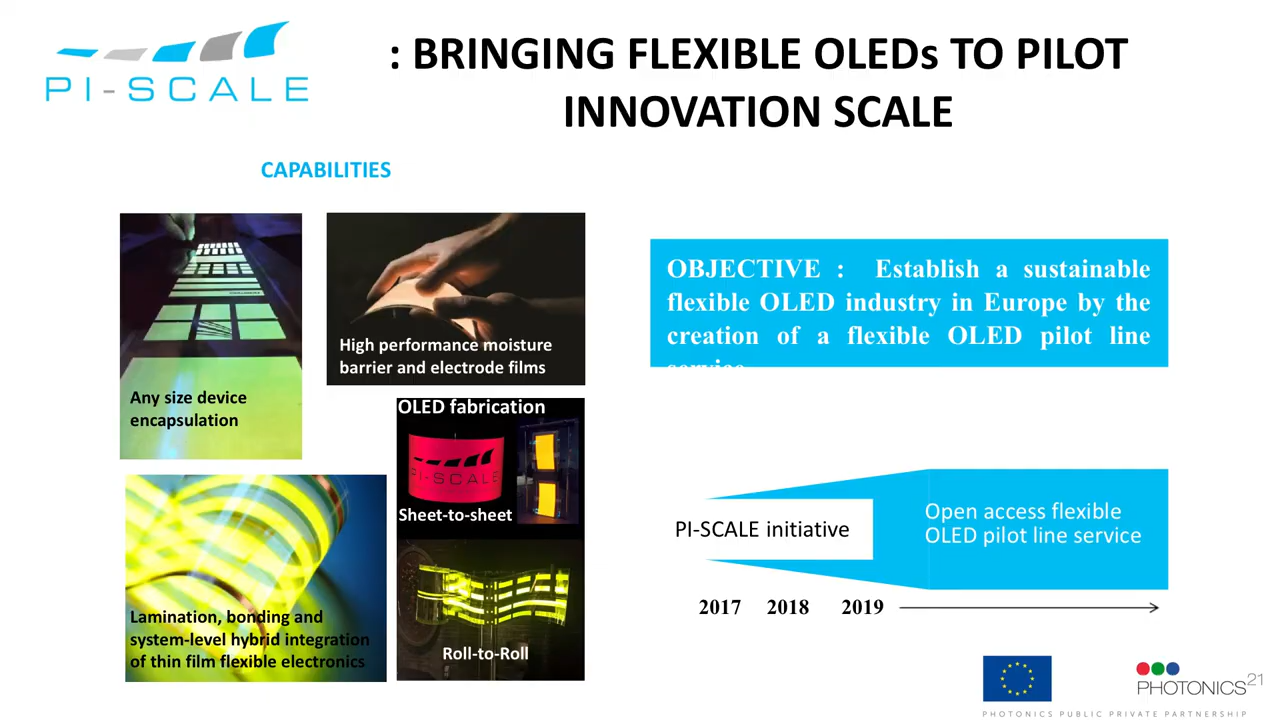 PI-SCALE
: BRINGING FLEXIBLE OLEDs TO PILOT
INNOVATION SCALE
CAPABILITIES
Any size device
encapsulation
High performance moisture
barrier and electrode films
OLED fabrication
PI-SCALE
Sheet-to-sheet
Roll-to-Roll
Lamination, bonding and
system-level hybrid integration
of thin film flexible electronics
OBJECTIVE : Establish a sustainable
flexible OLED industry in Europe by the
creation of a flexible OLED pilot line
service
PI-SCALE initiative
Open access flexible
OLED pilot line service
2017 2018 2019
PHOTONICS21
PHOTONICS PUBLIC PRIVATE PARTNERSHIP